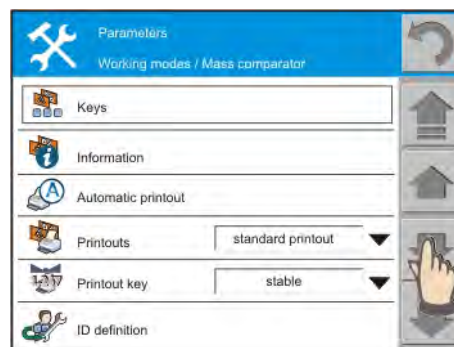 Parameters
Working modes / Mass comparator
Keys
Information
Automatic printout
Printouts
standard printout
Printout key
stable
ID definition